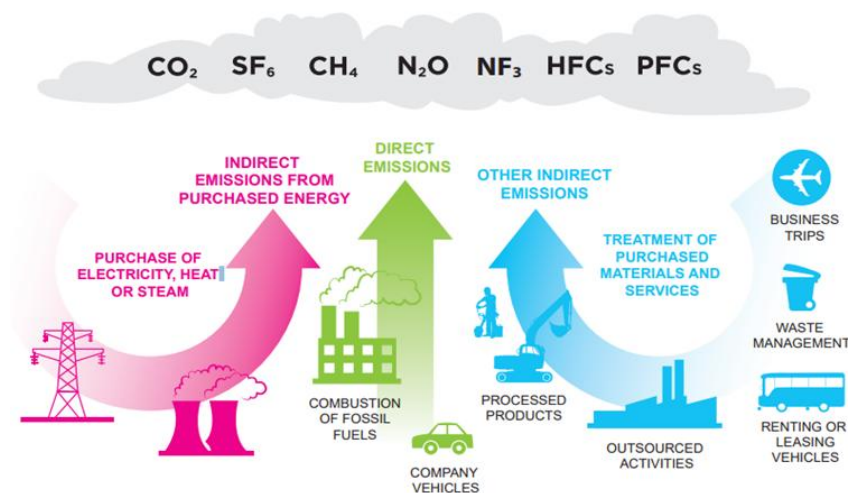 CO₂ SF₆ CH₄ N₂O NF₃ HFCs PFCs
INDIRECT
EMISSIONS FROM
PURCHASED ENERGY
DIRECT
EMISSIONS
OTHER INDIRECT
EMISSIONS
PURCHASE OF
ELECTRICITY, HEAT
OR STEAM
TREATMENT OF
PURCHASED
MATERIALS AND
SERVICES
BUSINESS
TRIPS
WASTE
MANAGEMENT
COMBUSTION
OF FOSSIL
FUELS
PROCESSED
PRODUCTS
COMPANY
VEHICLES
OUTSOURCED
ACTIVITIES
RENTING OR
LEASING
VEHICLES